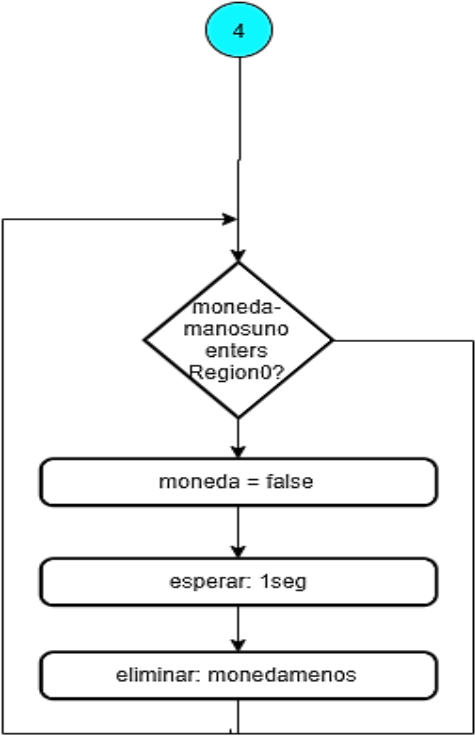 4
moneda-
manosuno
enters
Region0?
moneda = false
esperar: 1seg
eliminar: monedamenos